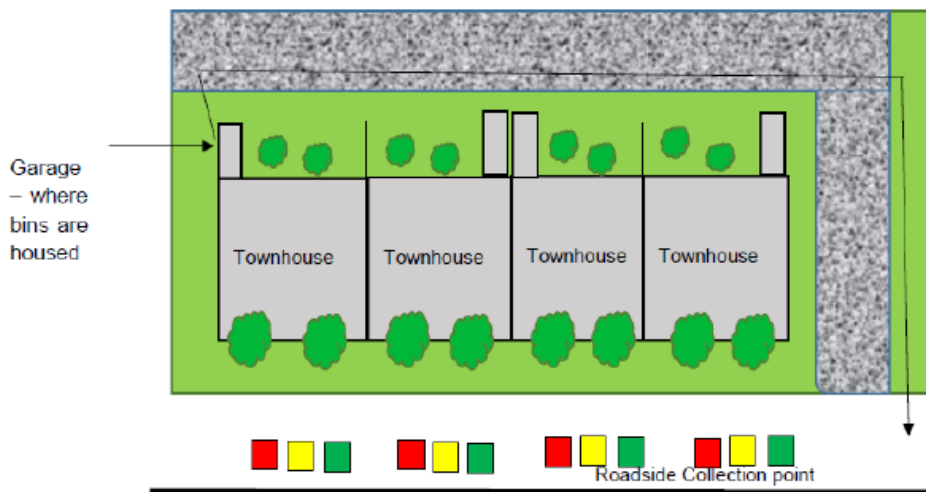 Garage
– where
bins are
housed
Townhouse
Townhouse
Townhouse
Townhouse
Roadside Collection point